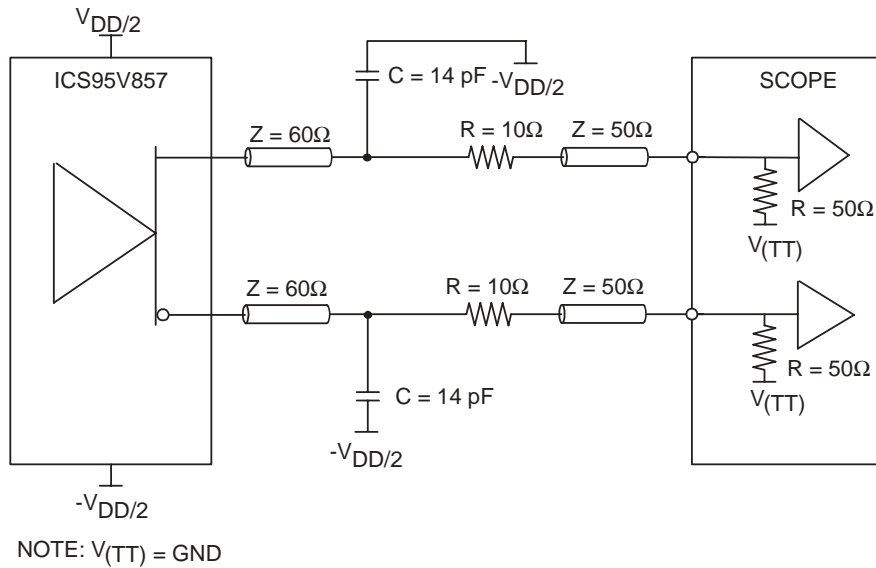 VDD/2
ICS95V857
C = 14 pF
-VDD/2
SCOPE
Z = 60Ω
R = 10Ω
Z = 50Ω
R = 50Ω
V(TT)
Z = 60Ω
R = 10Ω
Z = 50Ω
R = 50Ω
V(TT)
C = 14 pF
-VDD/2
-VDD/2
NOTE: V(TT) = GND